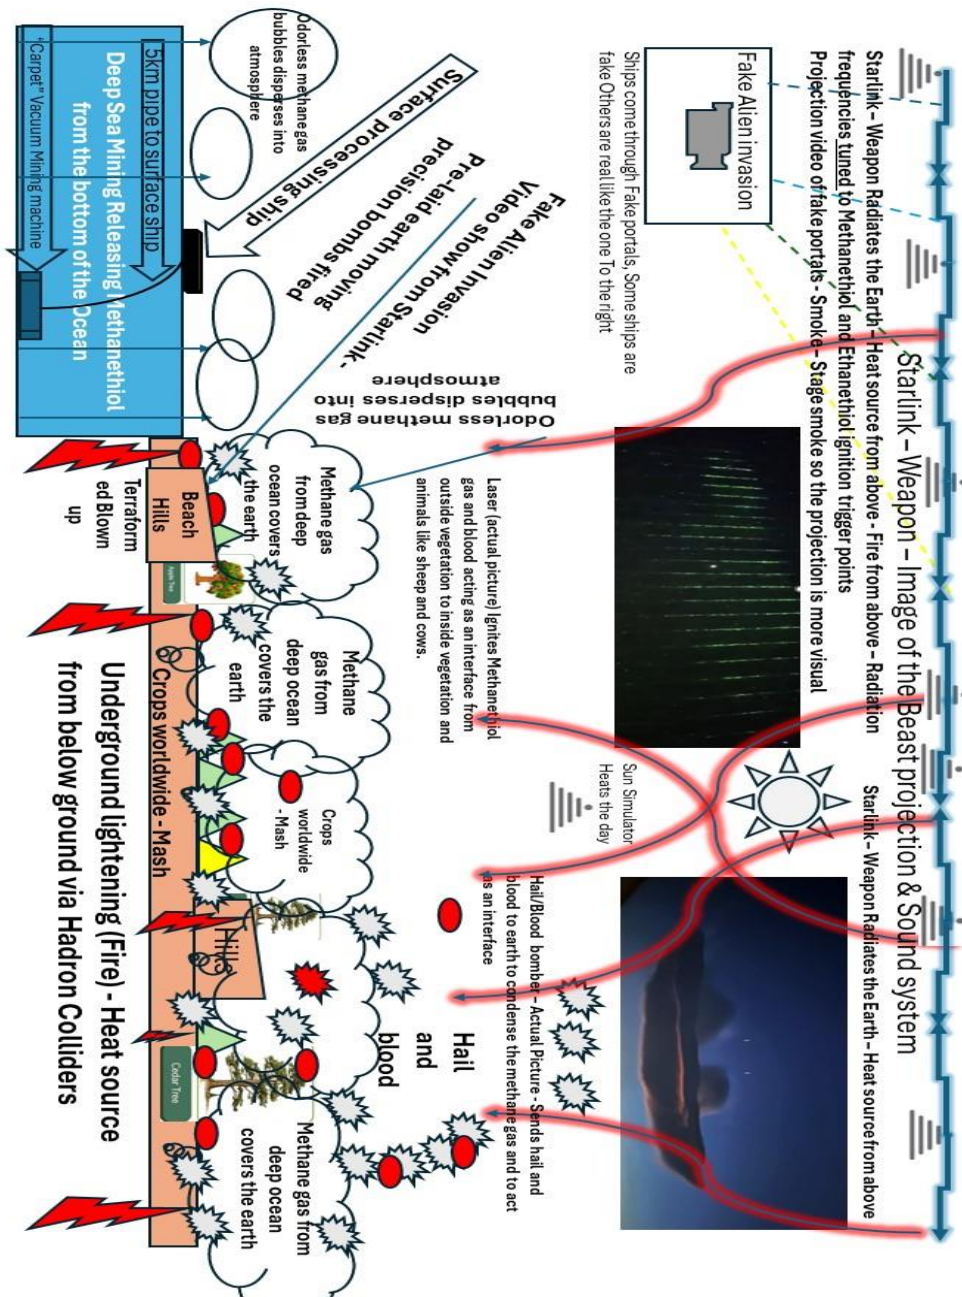 Starlink – Weapon – Image of the Beast projection & Sound system
Starlink – Weapon Radiates the Earth – Heat source from above - Fire from above – Radiation
frequencies tuned to Methanethiol and Ethanethiol ignition trigger points
Projection video of fake portals - Smoke – Stage smoke so the projection is more visual
Starlink – Weapon Radiates the Earth – Heat source from above
Fake Alien invasion
Ships come through Fake portals, Some ships are
fake Others are real like the one To the right
Sun Simulator
Heats the day
Laser (actual picture) Ignites Methanethiol
gas and blood acting as an interface from
outside vegetation to inside vegetation and
animals like sheep and cows.
Hail/Blood bomber – Actual Picture - Sends hail and
blood to earth to condense the methane gas and to act
as an interface
Hail
and
blood
Fake Alien Invasion
Video show from Starlink -
Pre-laid earth moving
precision bombs fired
Surface processing ship
Odorless methane gas
bubbles disperses into
atmosphere
Odorless methane gas
bubbles disperses into
atmosphere
5km pipe to surface ship
Deep Sea Mining Releasing Methanethiol
from the bottom of the Ocean
"Carpet" Vacuum Mining machine
Methane gas
from deep
ocean covers
the earth
Methane
gas from
deep ocean
covers the
earth
Crops
worldwide
- Mash
Methane gas from
deep ocean
covers the earth
Beach
Hills
Terraform
ed Blown
up
Apple Tree
Crops worldwide - Mash
Hills
Cedar Tree
Underground lightening (Fire) - Heat source
from below ground via Hadron Colliders